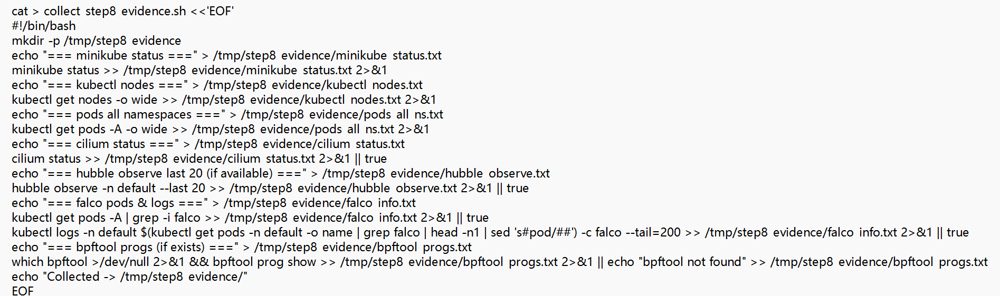 cat > collect step8 evidence.sh <<'EOF'
#!/bin/bash
mkdir -p /tmp/step8 evidence
echo "=== minikube status ===" > /tmp/step8 evidence/minikube status.txt
minikube status >> /tmp/step8 evidence/minikube status.txt 2>&1
echo "=== kubectl nodes ===" > /tmp/step8 evidence/kubectl nodes.txt
kubectl get nodes -o wide >> /tmp/step8 evidence/kubectl nodes.txt 2>&1
echo "=== pods all namespaces ===" > /tmp/step8 evidence/pods all ns.txt
kubectl get pods -A -o wide >> /tmp/step8 evidence/pods all ns.txt 2>&1
echo "=== cilium status ===" > /tmp/step8 evidence/cilium status.txt
cilium status >> /tmp/step8 evidence/cilium status.txt 2>&1 || true
echo "=== hubble observe last 20 (if available) ===" > /tmp/step8 evidence/hubble observe.txt
hubble observe -n default --last 20 >> /tmp/step8 evidence/hubble observe.txt 2>&1 || true
echo "=== falco pods & logs ===" > /tmp/step8 evidence/falco info.txt
kubectl get pods -A | grep -i falco >> /tmp/step8 evidence/falco info.txt 2>&1 || true
kubectl logs -n default $(kubectl get pods -n default -o name | grep falco | head -n1 | sed 's#pod/##') -c falco --tail=200 >> /tmp/step8 evidence/falco info.txt 2>&1 || true
echo "=== bpftool progs (if exists) ===" > /tmp/step8 evidence/bpftool progs.txt
which bpftool >/dev/null 2>&1 && bpftool prog show >> /tmp/step8 evidence/bpftool progs.txt 2>&1 || echo "bpftool not found" >> /tmp/step8 evidence/bpftool progs.txt
echo "Collected -> /tmp/step8 evidence/"
EOF